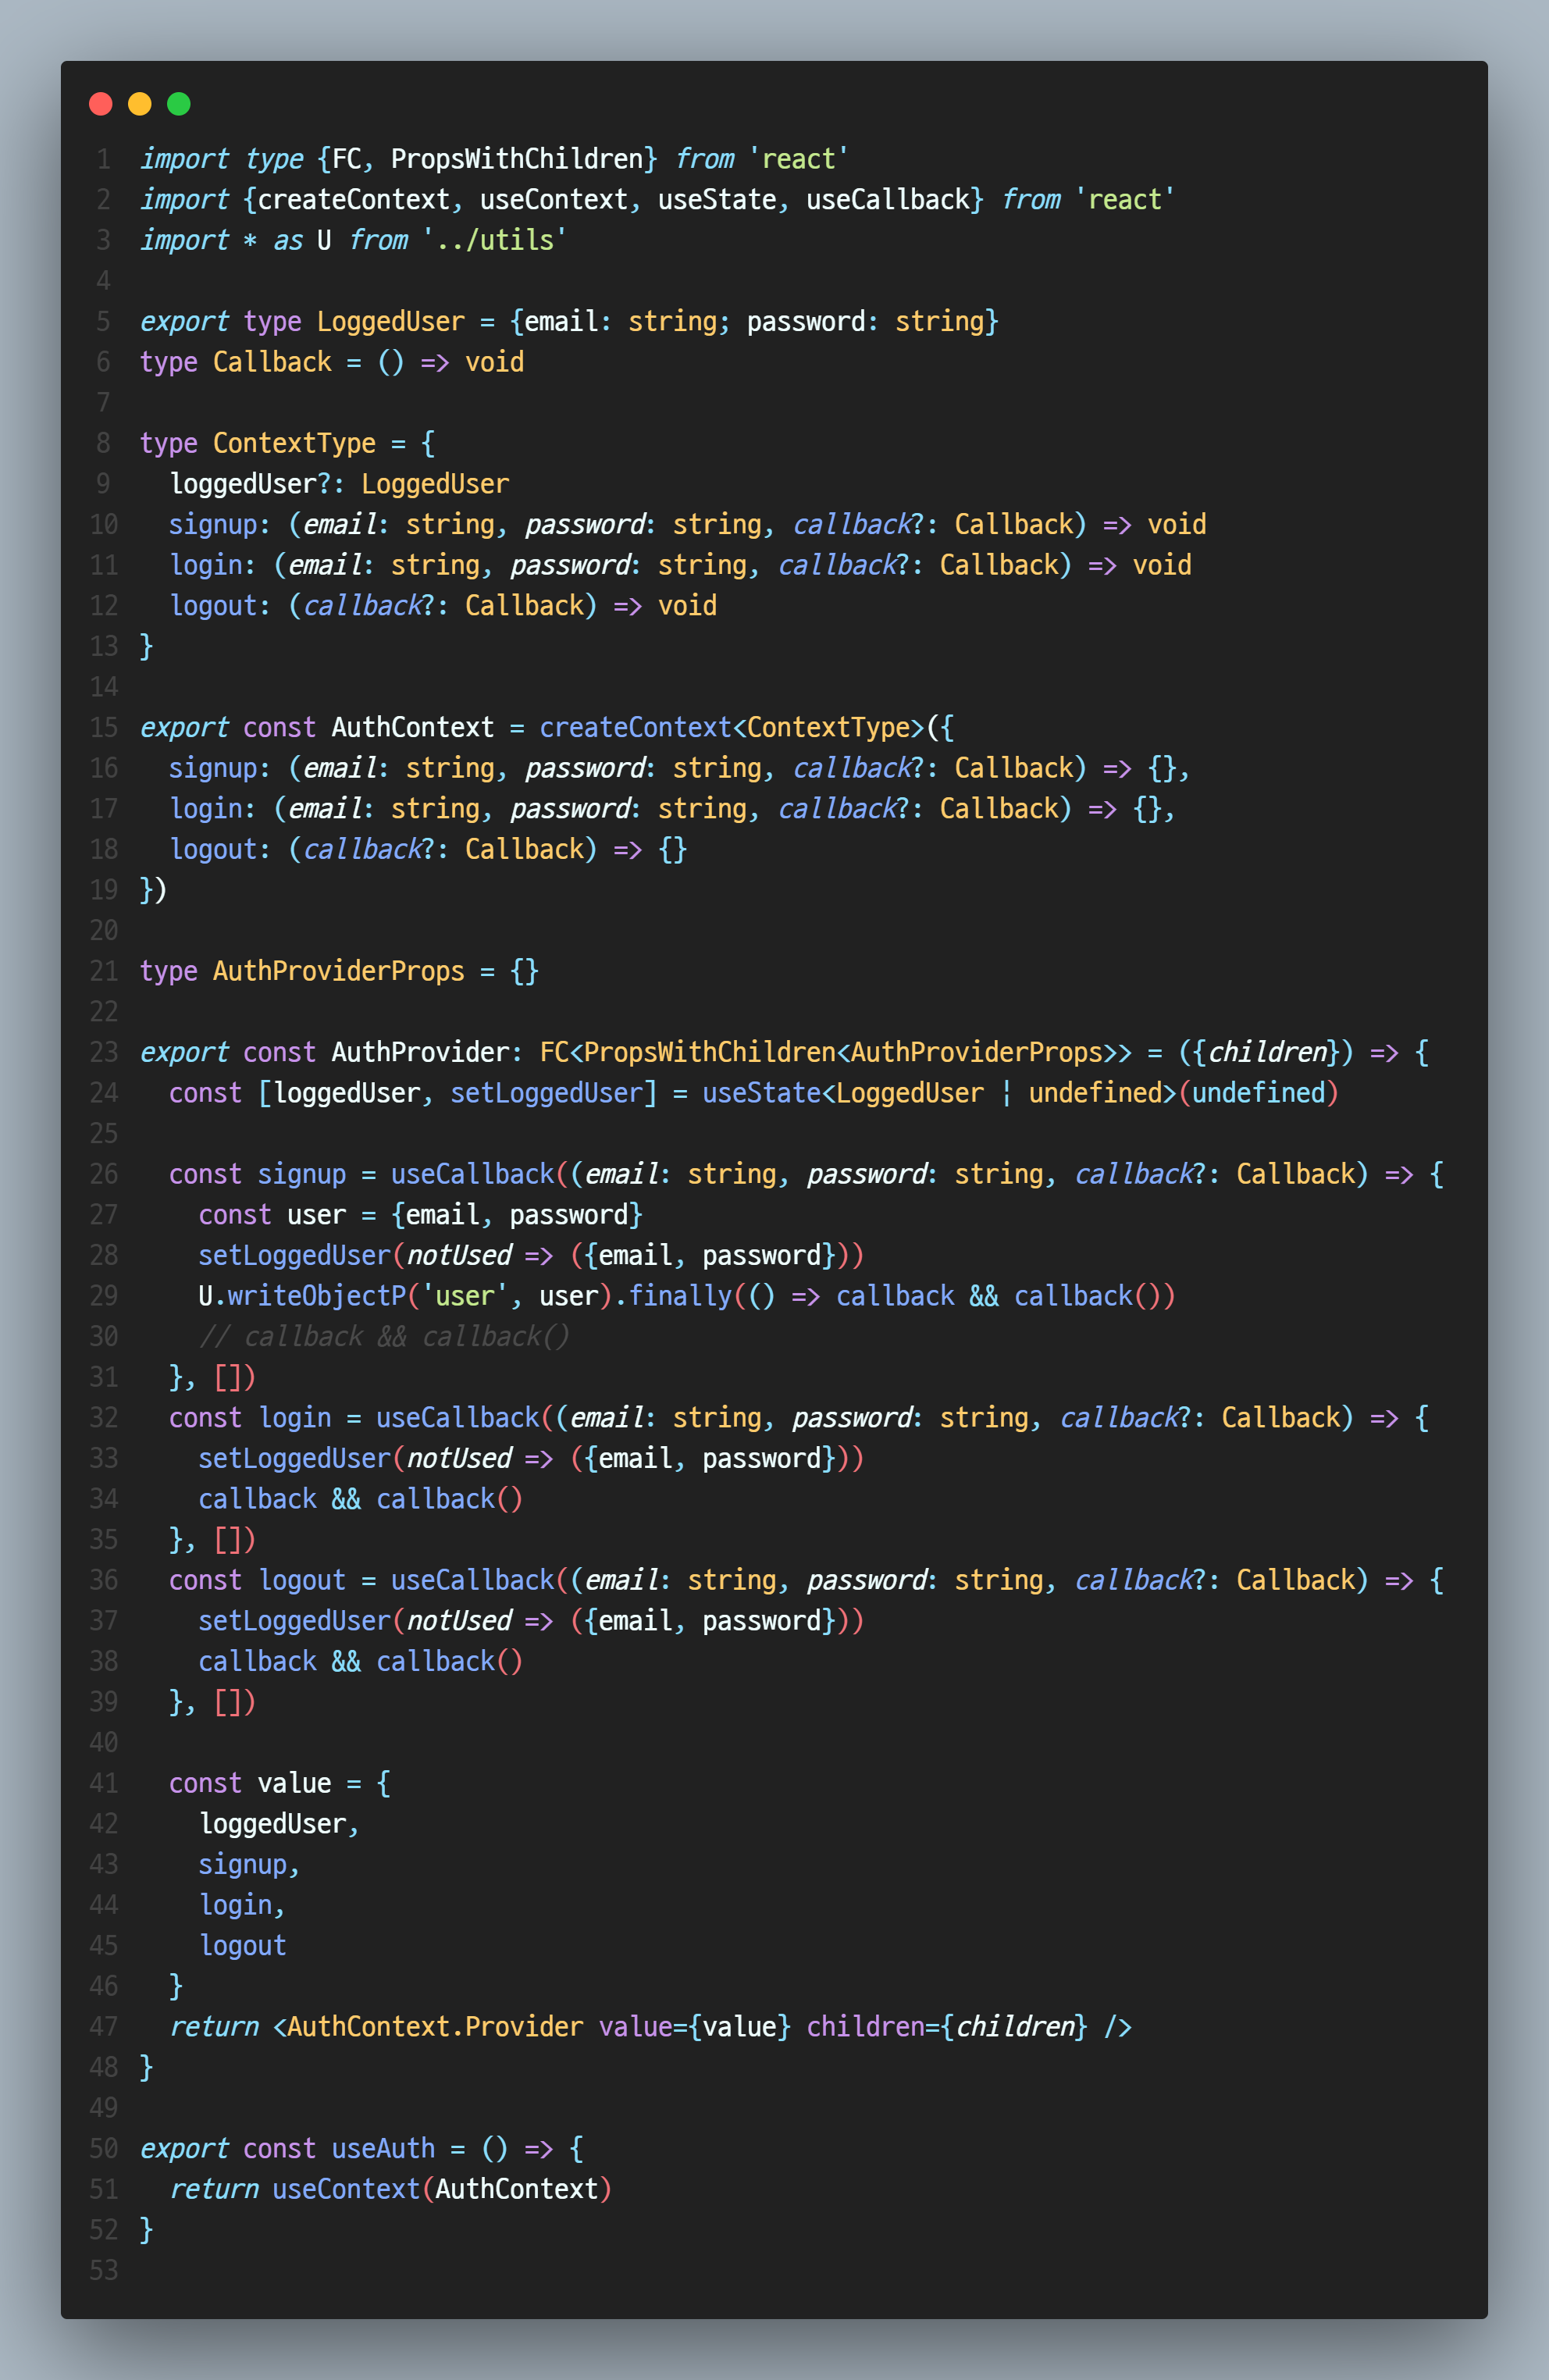 1 import type {FC, PropsWithChildren} from 'react'
2 import {createContext, useContext, useState, useCallback} from 'react'
3 import * as U from '../utils'
4
5 export type LoggedUser = {email: string; password: string}
6 type Callback = () => void
7
8 type ContextType = {
9   loggedUser?: LoggedUser
10   signup: (email: string, password: string, callback?: Callback) => void
11   login: (email: string, password: string, callback?: Callback) => void
12   logout: (callback?: Callback) => void
13 }
14
15 export const AuthContext = createContext<ContextType>({
16   signup: (email: string, password: string, callback?: Callback) => {},
17   login: (email: string, password: string, callback?: Callback) => {},
18   logout: (callback?: Callback) => {}
19 })
20
21 type AuthProviderProps = {}
22
23 export const AuthProvider: FC<PropsWithChildren<AuthProviderProps>> = ({children}) => {
24   const [loggedUser, setLoggedUser] = useState<LoggedUser | undefined>(undefined)
25
26   const signup = useCallback((email: string, password: string, callback?: Callback) => {
27     const user = {email, password}
28     setLoggedUser(notUsed => ({email, password}))
29     U.writeObjectP('user', user).finally(() => callback && callback())
30     // callback && callback()
31   }, [])
32   const login = useCallback((email: string, password: string, callback?: Callback) => {
33     setLoggedUser(notUsed => ({email, password}))
34     callback && callback()
35   }, [])
36   const logout = useCallback((email: string, password: string, callback?: Callback) => {
37     setLoggedUser(notUsed => ({email, password}))
38     callback && callback()
39   }, [])
40
41   const value = {
42     loggedUser,
43     signup,
44     login,
45     logout
46   }
47   return <AuthContext.Provider value={value} children={children} />
48 }
49
50 export const useAuth = () => {
51   return useContext(AuthContext)
52 }
53